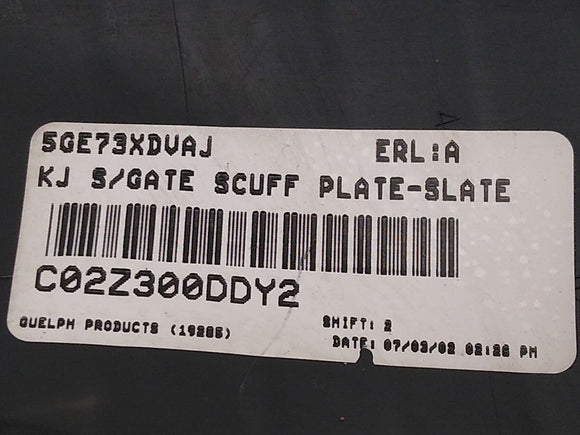 5GE73XDVAJ ERL:A
KJ S/GATE SCUFF PLATE-SLATE
C02Z300DDY2
GUELPH PRODUCTS (19285)
SHIFT: 2
DATE: 07/03/02 02:26 PM